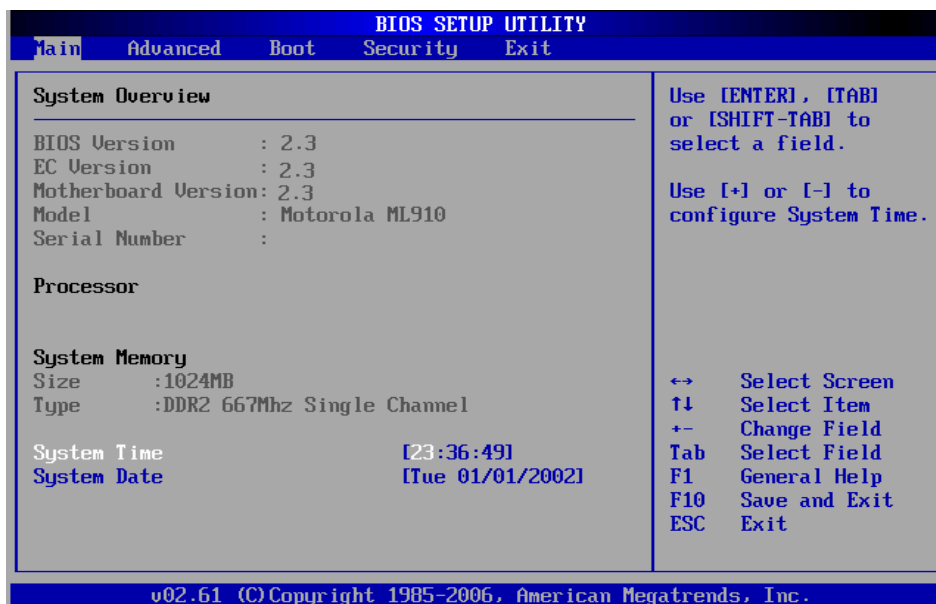 BIOS SETUP UTILITY
Main Advanced Boot Security Exit
System Overview
BIOS Version : 2.3
EC Version : 2.3
Motherboard Version: 2.3
Model : Motorola ML910
Serial Number :
Processor
System Memory
Size :1024MB
Type :DDR2 667Mhz Single Channel
System Time [23:36:49]
System Date [Tue 01/01/2002]
Use [ENTER], [TAB]
or [SHIFT-TAB] to
select a field.
Use [+] or [-] to
configure System Time.
←→ Select Screen
↑↓ Select Item
+- Change Field
Tab Select Field
F1 General Help
F10 Save and Exit
ESC Exit
v02.61 (C)Copyright 1985-2006, American Megatrends, Inc.